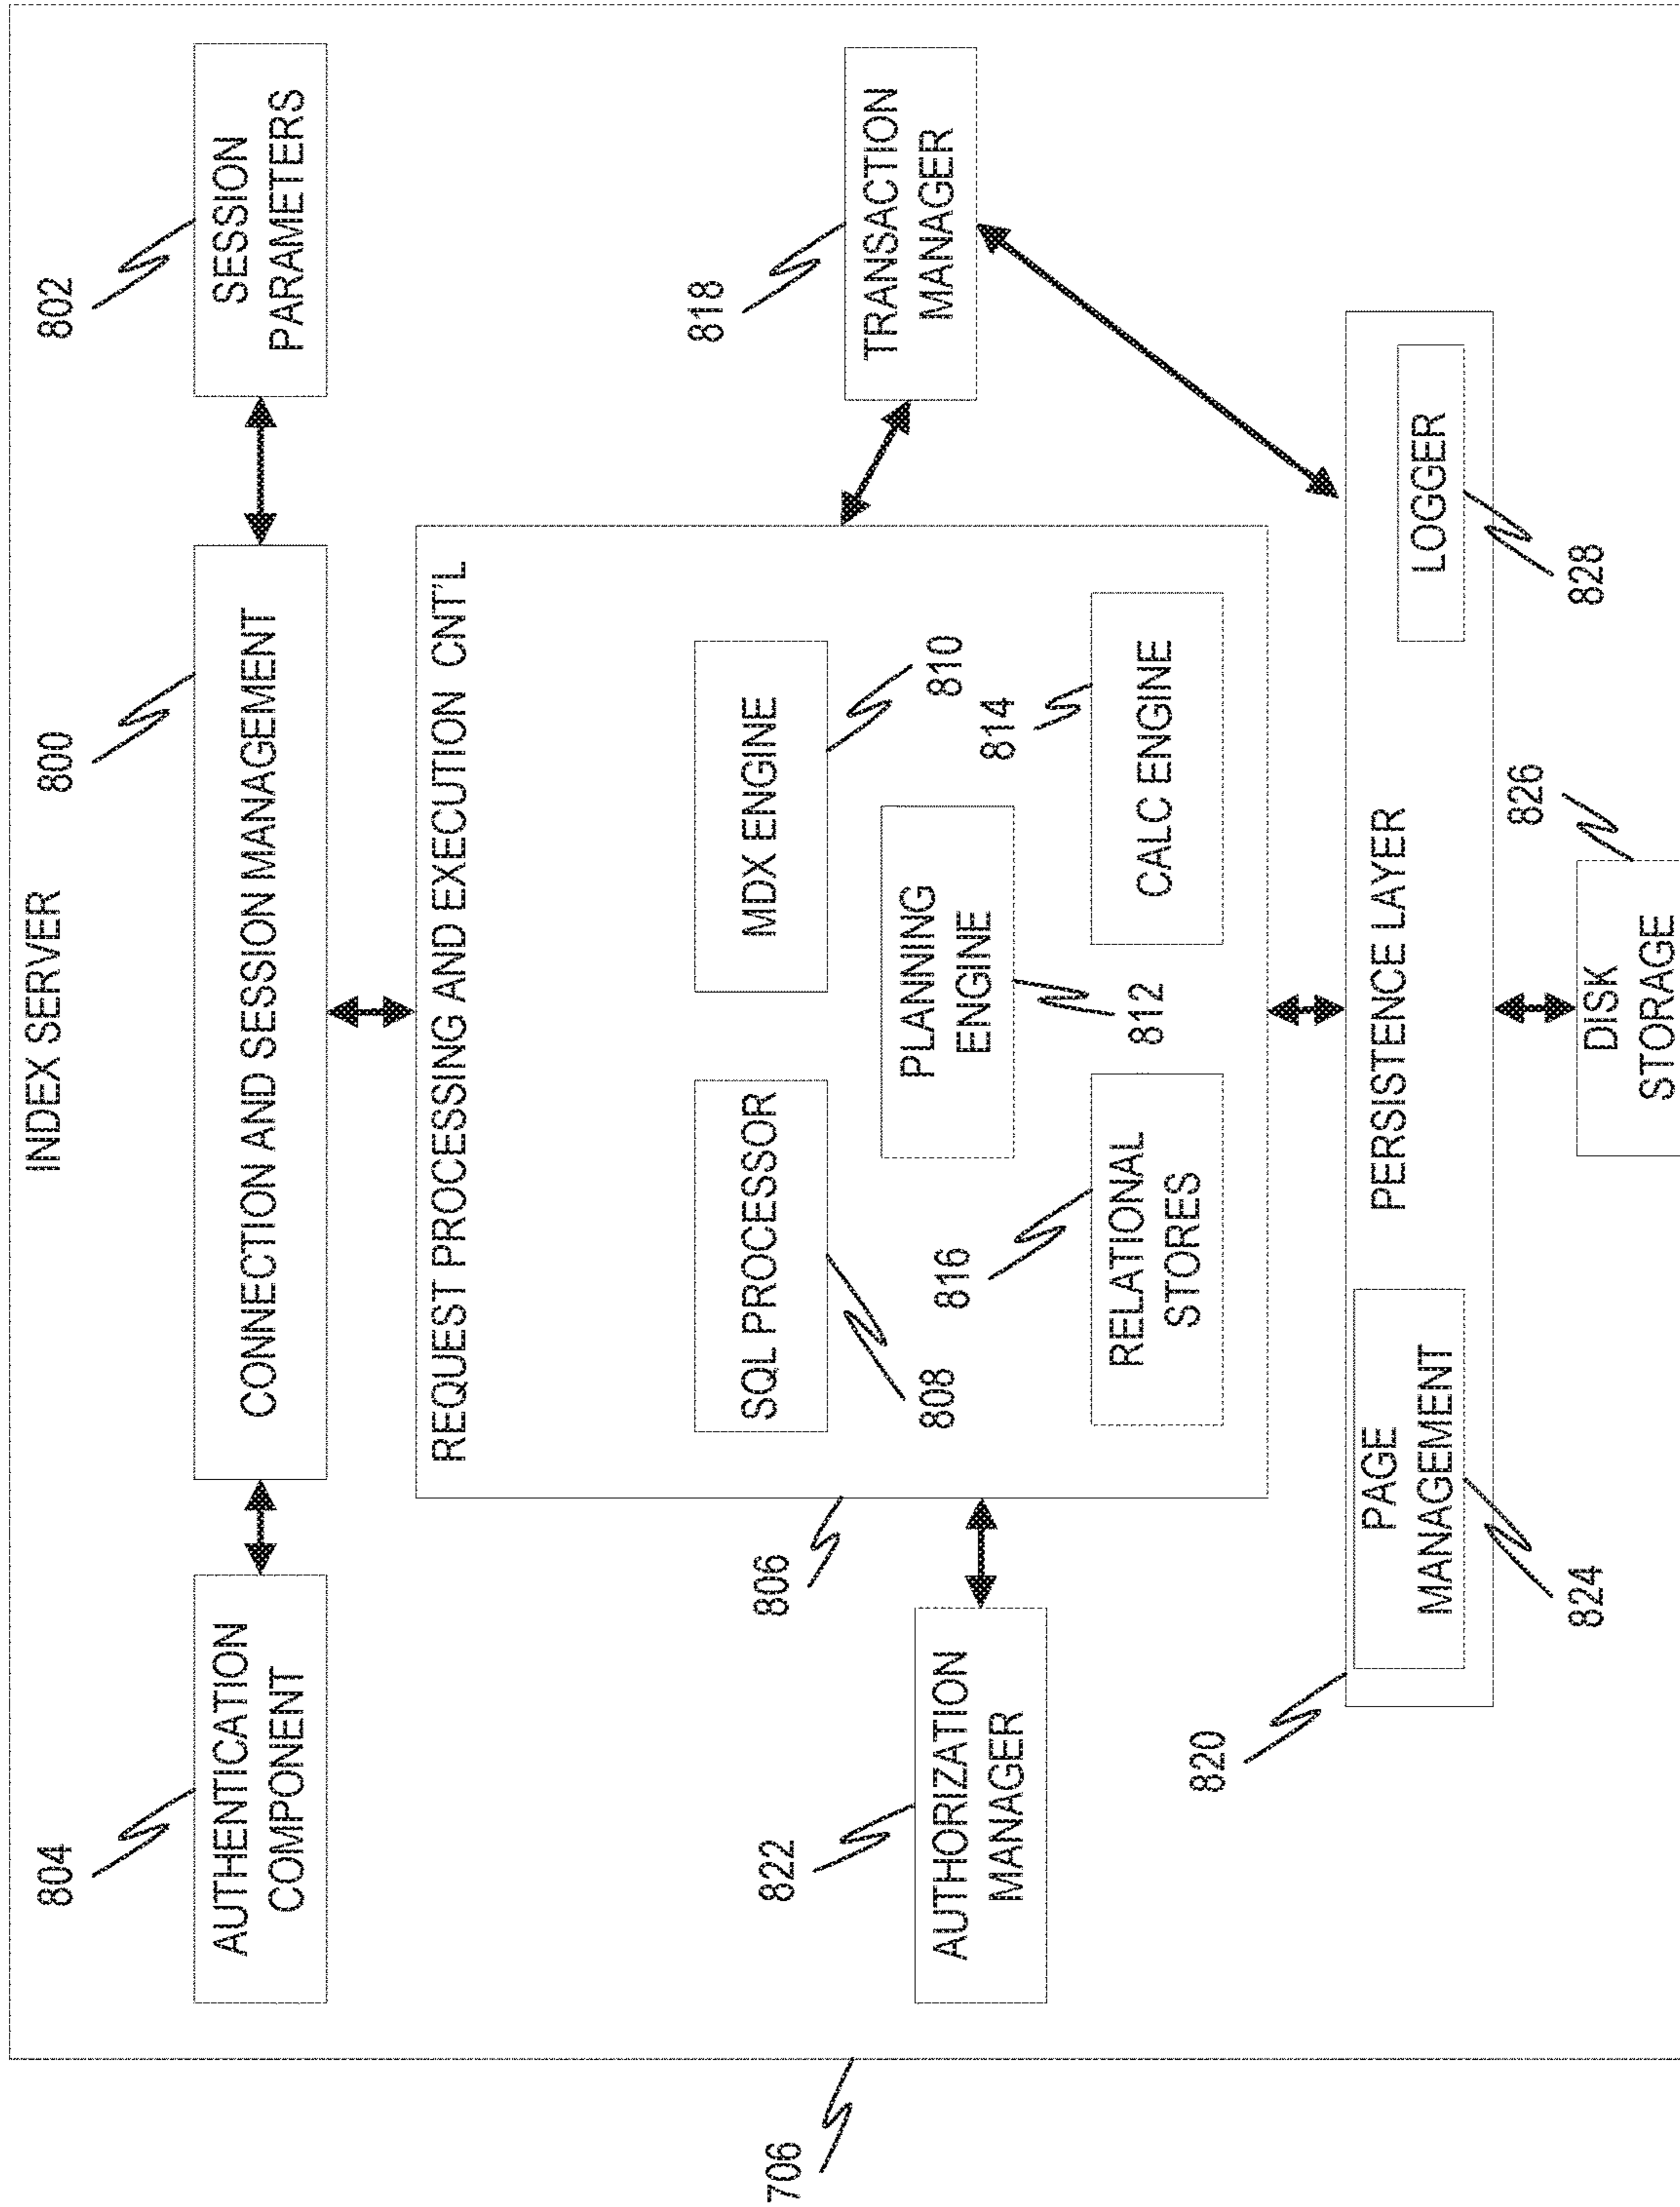 INDEX SERVER
804
800
802
AUTHENTICATION
COMPONENT
CONNECTION AND SESSION MANAGEMENT
SESSION
PARAMETERS
REQUEST PROCESSING AND EXECUTION CNT'L
818
SQL PROCESSOR
MDX ENGINE
TRANSACTION
MANAGER
706
822
806
808
810
PLANNING
ENGINE
AUTHORIZATION
MANAGER
816
812
814
RELATIONAL
STORES
CALC ENGINE
820
PAGE
MANAGEMENT
PERSISTENCE LAYER
LOGGER
824
826
828
DISK
STORAGE